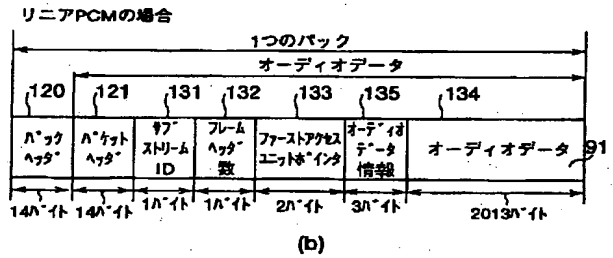 リニアPCMの場合
1つのパック
オーディオデータ
120
121
131
132
133
135
134
パック
ヘッダ
パケット
ヘッダ
サブ
ストリーム
ID
フレーム
ヘッダ
数
ファーストアクセス
ユニットポインタ
オーディオ
データ
情報
オーディオデータ
91
14バイト
14バイト
1バイト
1バイト
2バイト
3バイト
2013バイト
(b)